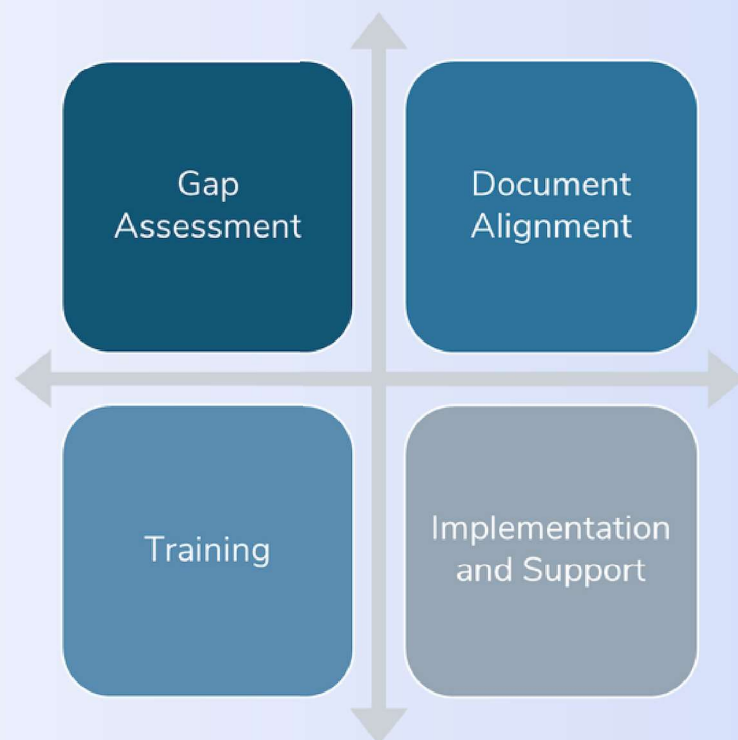 Gap
Assessment
Document
Alignment
Training
Implementation
and Support